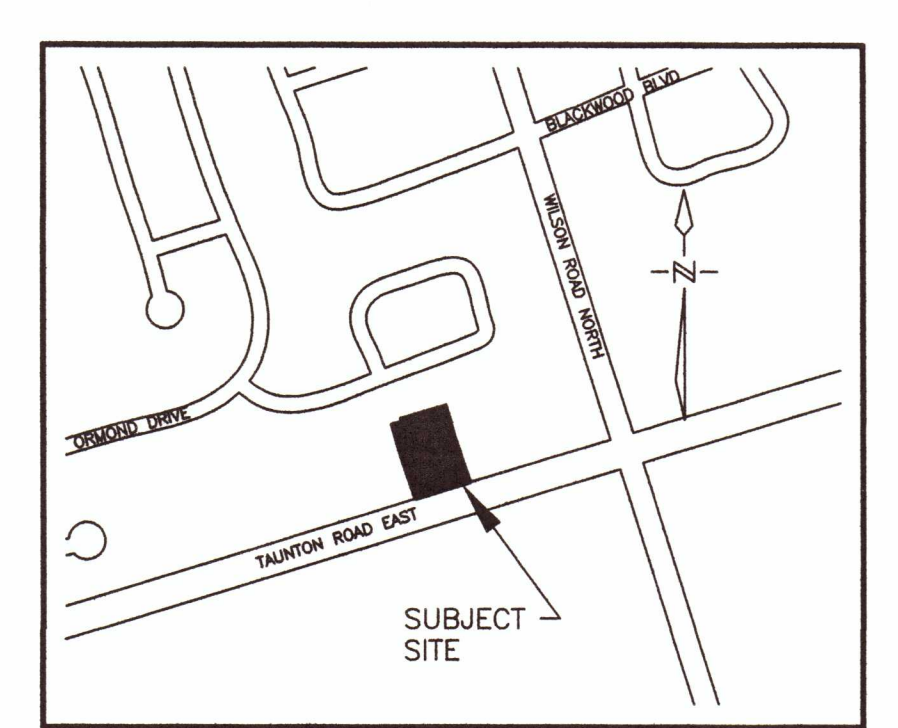 BLACKWOOD BLVD
WILSON ROAD NORTH
N
ORMOND DRIVE
TAUNTON ROAD EAST
SUBJECT
SITE